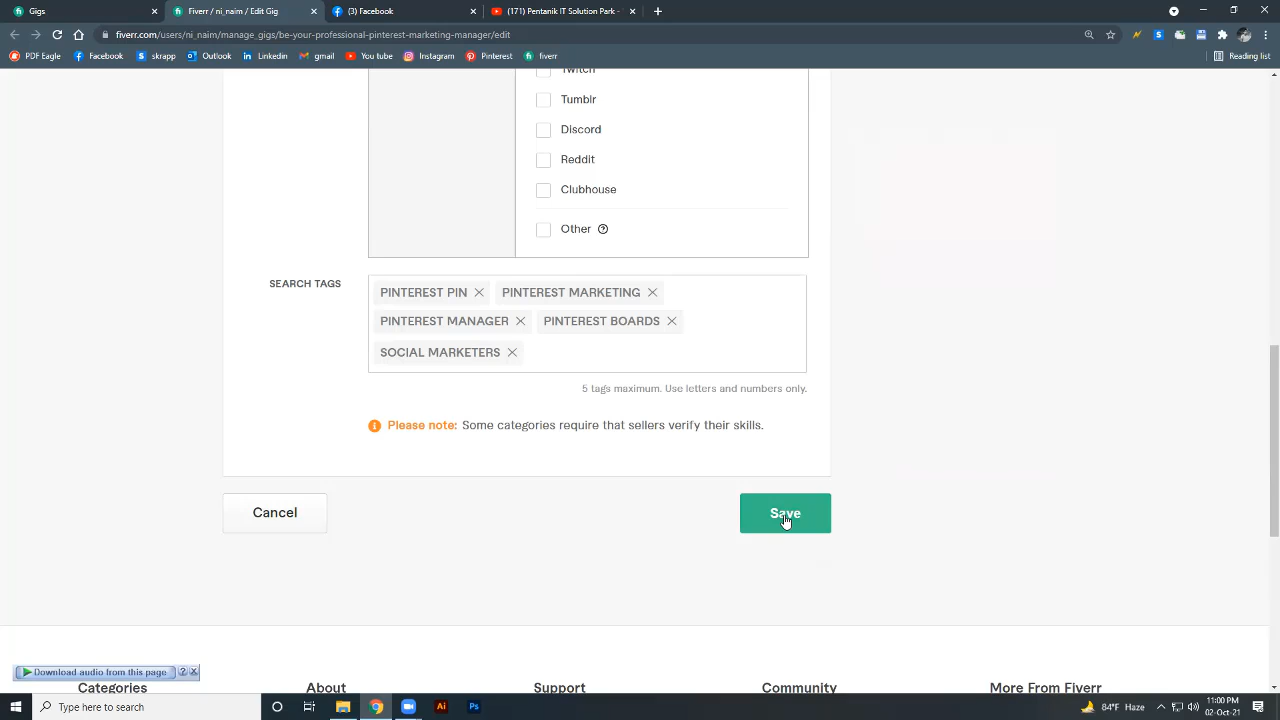 Gigs
Fiverr / ni_nain / Edit Gig
(3) Facebook
(171) Pentanik IT Solution Park -
fiverr.com/users/ni_nain/manage_gigs/be-your-professional-pinterest-marketing-manager/edit
PDF Eagle
Facebook
skrapp
Outlook
LinkedIn
gmail
You Tube
Instagram
Pinterest
fiverr
Reading list
Twitch
Tumblr
Discord
Reddit
Clubhouse
Other
SEARCH TAGS
PINTEREST PIN
PINTEREST MARKETING
PINTEREST MANAGER
PINTEREST BOARDS
SOCIAL MARKETERS
5 tags maximum. Use letters and numbers only.
Please note: Some categories require that sellers verify their skills.
Cancel
Save
Download audio from this page
Categories
About
Support
Community
More From Fiverr
Type here to search
Ai
Ps
84°F Haze
11:00 PM
02-Oct-21